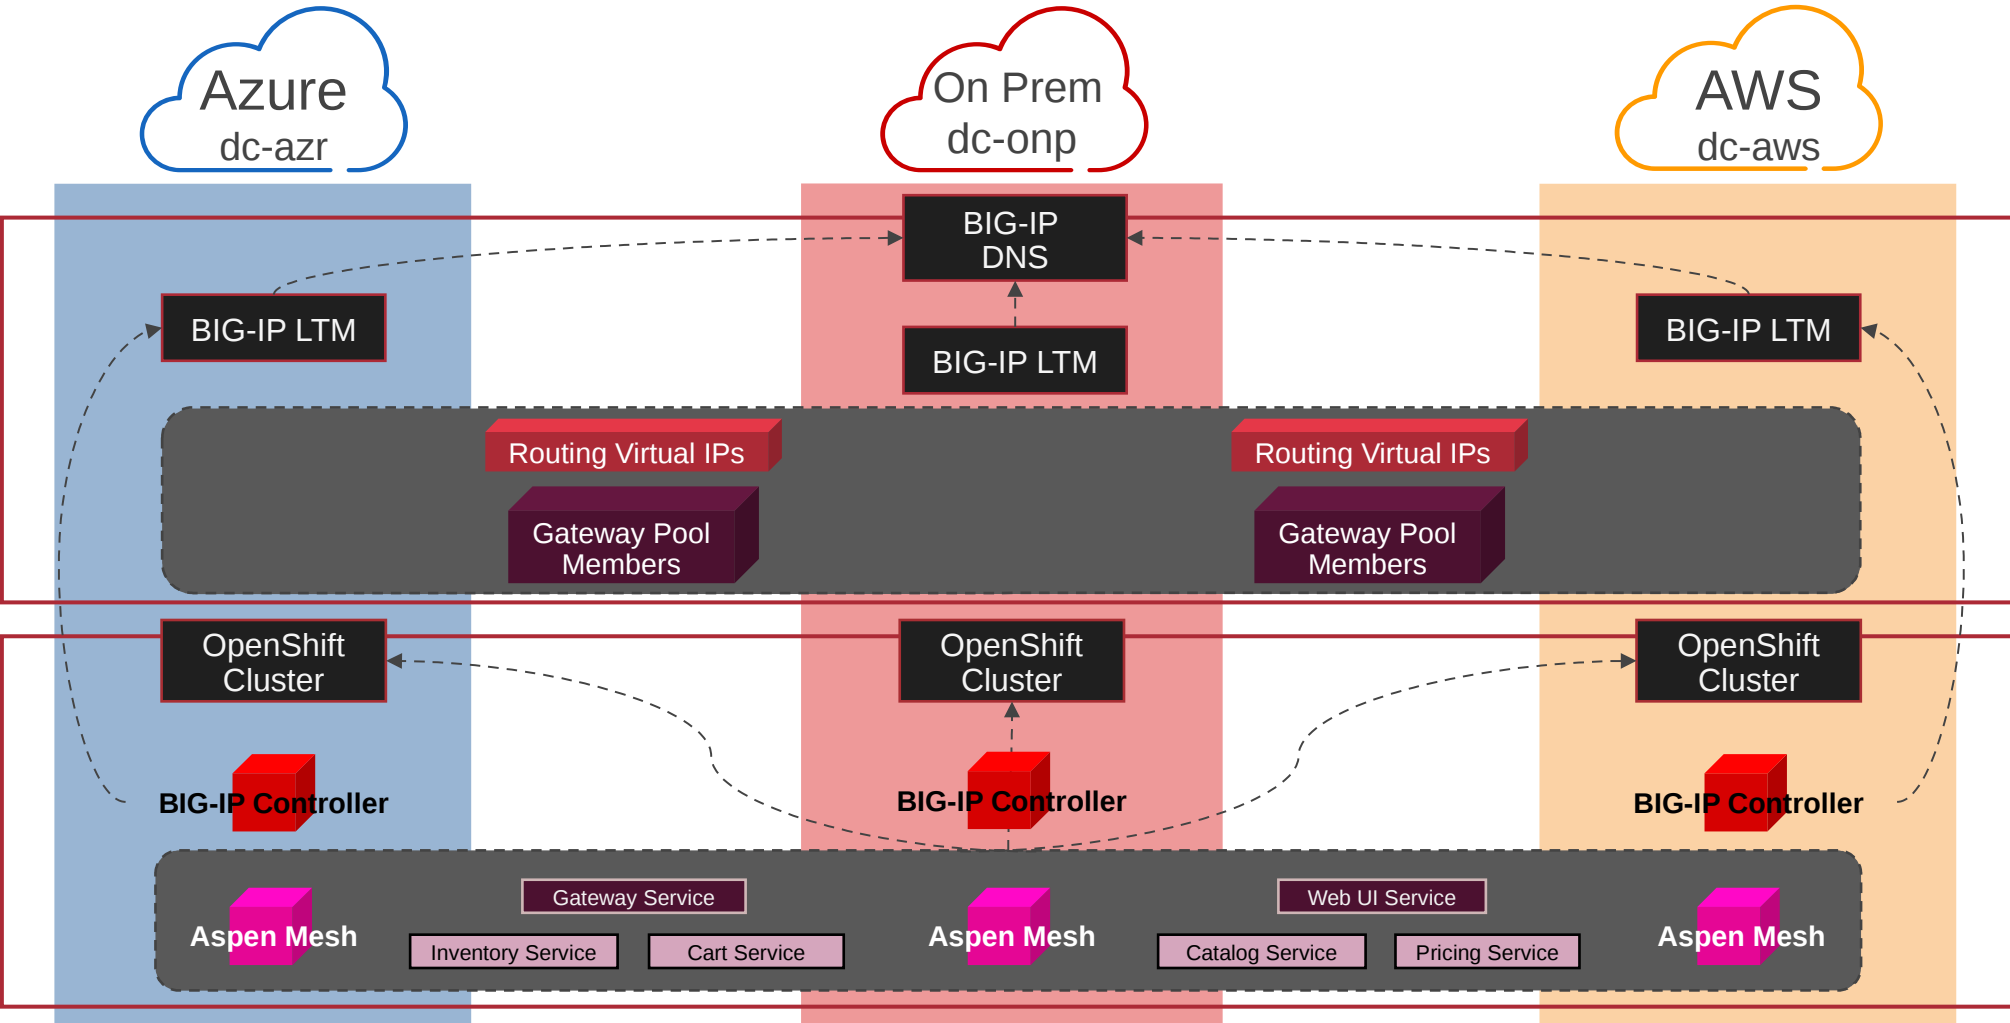 Azure
dc-azr
On Prem
dc-onp
AWS
dc-aws
BIG-IP
DNS
BIG-IP LTM
BIG-IP LTM
BIG-IP LTM
Routing Virtual IPs
Routing Virtual IPs
Gateway Pool
Members
Gateway Pool
Members
OpenShift
Cluster
OpenShift
Cluster
OpenShift
Cluster
BIG-IP Controller
BIG-IP Controller
BIG-IP Controller
Gateway Service
Web UI Service
Aspen Mesh
Aspen Mesh
Aspen Mesh
Inventory Service
Cart Service
Catalog Service
Pricing Service